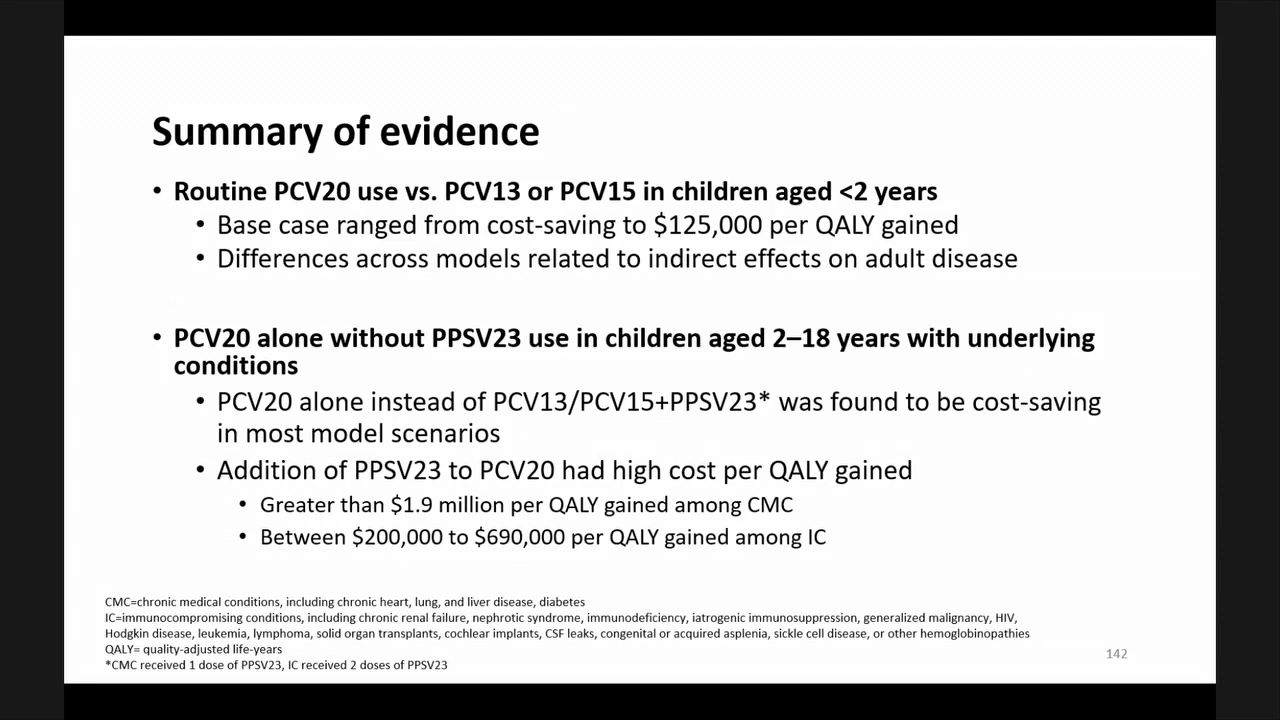 Summary of evidence
• Routine PCV20 use vs. PCV13 or PCV15 in children aged <2 years
• Base case ranged from cost-saving to $125,000 per QALY gained
• Differences across models related to indirect effects on adult disease
• PCV20 alone without PPSV23 use in children aged 2–18 years with underlying
conditions
• PCV20 alone instead of PCV13/PCV15+PPSV23* was found to be cost-saving
in most model scenarios
• Addition of PPSV23 to PCV20 had high cost per QALY gained
• Greater than $1.9 million per QALY gained among CMC
• Between $200,000 to $690,000 per QALY gained among IC
CMC=chronic medical conditions, including chronic heart, lung, and liver disease, diabetes
IC=immunocompromising conditions, including chronic renal failure, nephrotic syndrome, immunodeficiency, iatrogenic immunosuppression, generalized malignancy, HIV,
Hodgkin disease, leukemia, lymphoma, solid organ transplants, cochlear implants, CSF leaks, congenital or acquired asplenia, sickle cell disease, or other hemoglobinopathies
QALY= quality-adjusted life-years
*CMC received 1 dose of PPSV23, IC received 2 doses of PPSV23
142